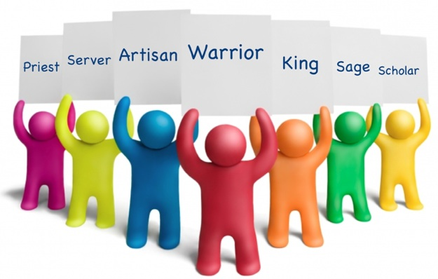 Priest
Server
Artisan
Warrior
King
Sage
Scholar